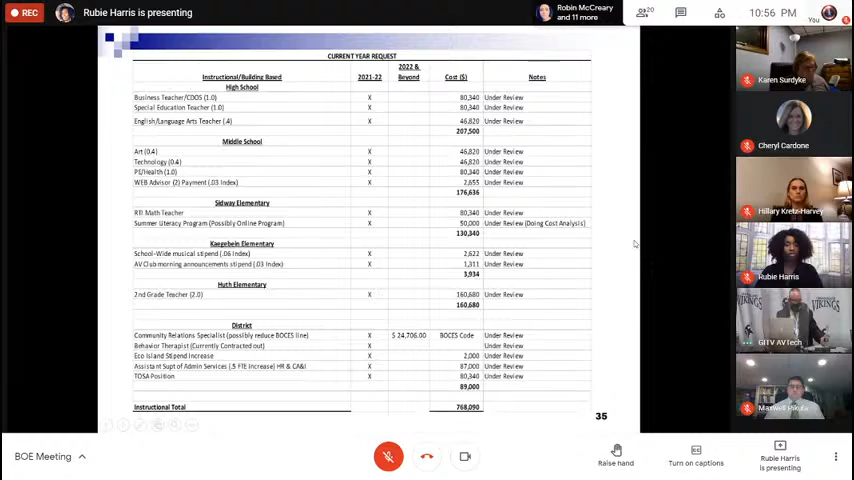 REC
Rubie Harris is presenting
Robin McCreary
and 11 more
20
10:56 PM
You
CURRENT YEAR REQUEST
Instructional/Building Based 2021-22 2022 & Beyond Cost ($) Notes
High School
Business Teacher/CDOS (1.0) X 80,340 Under Review
Special Education Teacher (1.0) X 80,340 Under Review
English/Language Arts Teacher (.4) X 46,820 Under Review
207,500
Middle School
Art (0.4) X 46,820 Under Review
Technology (0.4) X 46,820 Under Review
PE/Health (1.0) X 80,340 Under Review
WEB Advisor (2) Payment (.03 Index) X 2,655 Under Review
176,636
Sidway Elementary
RTI Math Teacher X 80,340 Under Review
Summer Literacy Program (Possibly Online Program) X 50,000 Under Review (Doing Cost Analysis)
130,340
Kaegebein Elementary
School-Wide musical stipend (.06 Index) X 2,622 Under Review
AV Club morning announcements stipend (.03 Index) X 1,311 Under Review
3,934
Huth Elementary
2nd Grade Teacher (2.0) X 160,680 Under Review
160,680
District
Community Relations Specialist (possibly reduce BOCES line) X $ 24,706.00 BOCES Code Under Review
Behavior Therapist (Currently Contracted out) X Under Review
Eco Island Stipend Increase X 2,000 Under Review
Assistant Supt of Admin Services (.5 FTE Increase) HR & CA&I X 87,000 Under Review
TOSA Position X 80,340 Under Review
89,000
Instructional Total 768,090
35
Karen Surdyke
Cheryl Cardone
Hillary Kretz-Harvey
Rubie Harris
VIKINGS
GITV AVTech
Maxwell
BOE Meeting
Raise hand
Turn on captions
Rubie Harris
is presenting